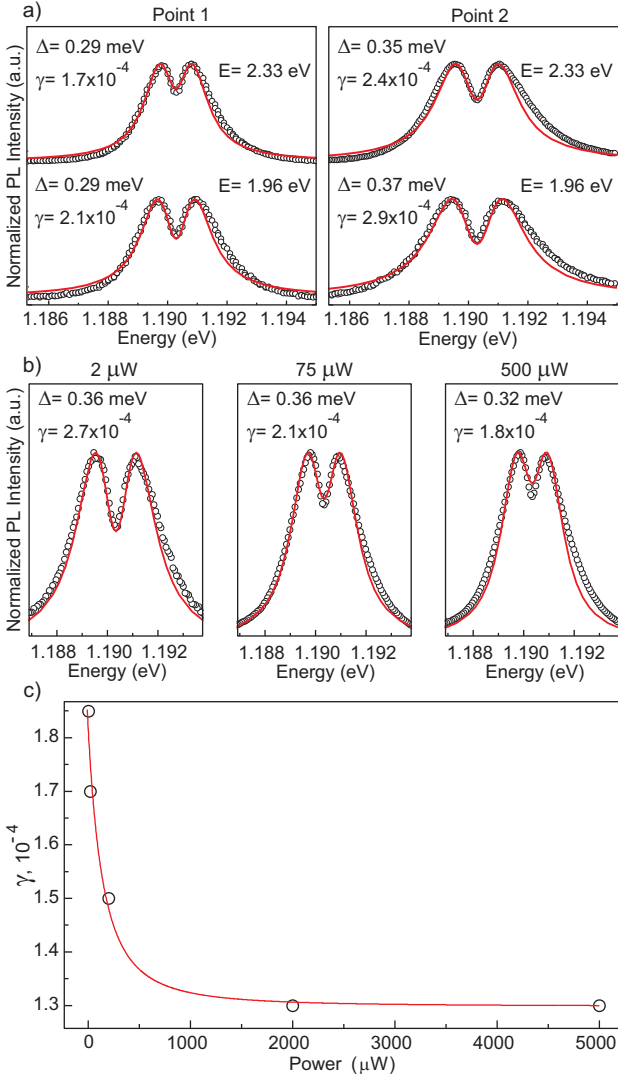 a)
Point 1
Point 2
Normalized PL Intensity (a.u.)
Δ= 0.29 meV
γ= 1.7x10⁻⁴
E= 2.33 eV
Δ= 0.29 meV
γ= 2.1x10⁻⁴
E= 1.96 eV
Δ= 0.35 meV
γ= 2.4x10⁻⁴
E= 2.33 eV
Δ= 0.37 meV
γ= 2.9x10⁻⁴
E= 1.96 eV
1.186 1.188 1.190 1.192 1.194
1.186 1.188 1.190 1.192 1.194
Energy (eV)
Energy (eV)
b)
2 μW
75 μW
500 μW
Normalized PL Intensity (a.u.)
Δ= 0.36 meV
γ= 2.7x10⁻⁴
Δ= 0.36 meV
γ= 2.1x10⁻⁴
Δ= 0.32 meV
γ= 1.8x10⁻⁴
1.188 1.190 1.192
1.188 1.190 1.192
1.188 1.190 1.192
Energy (eV)
Energy (eV)
Energy (eV)
c)
γ, 10⁻⁴
1.8
1.7
1.6
1.5
1.4
1.3
0 1000 2000 3000 4000 5000
Power (μW)